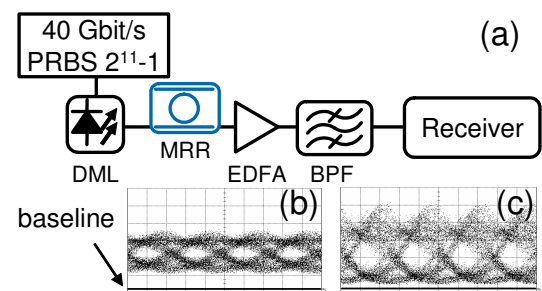 40 Gbit/s
PRBS 2¹¹-1
(a)
MRR
Receiver
DML
EDFA
BPF
baseline
(b)
(c)